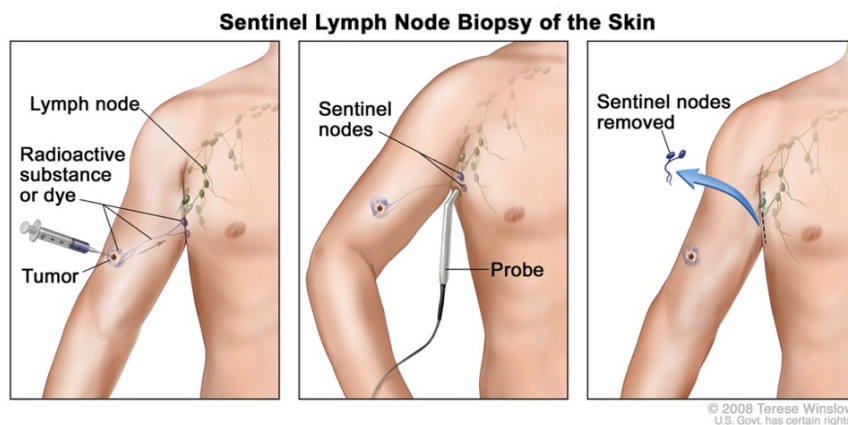 Sentinel Lymph Node Biopsy of the Skin
Lymph node
Radioactive
substance
or dye
Tumor
Sentinel
nodes
Probe
Sentinel nodes
removed
© 2008 Terese Winslow
U.S. Govt. has certain rights